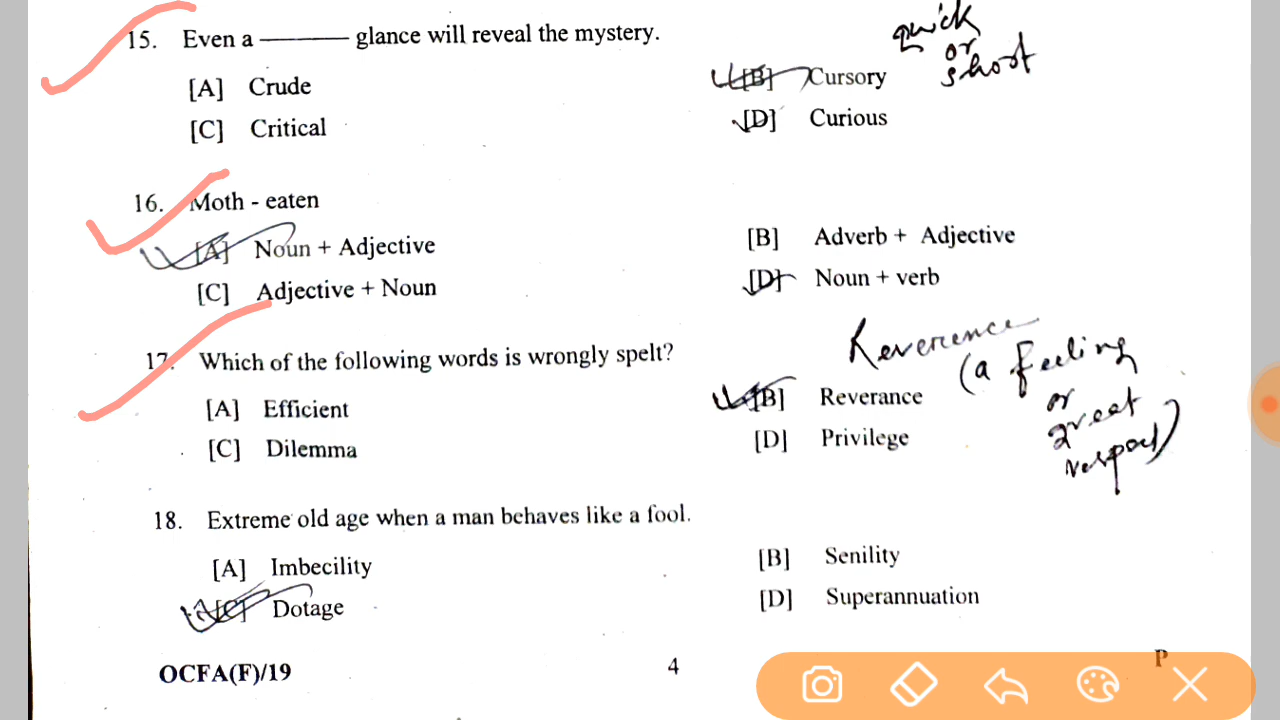 15. Even a ——— glance will reveal the mystery.
quick
or
short
[A] Crude
[B] Cursory
[C] Critical
[D] Curious
16. Moth - eaten
[A] Noun + Adjective
[B] Adverb + Adjective
[C] Adjective + Noun
[D] Noun + verb
17. Which of the following words is wrongly spelt?
Reverence
(a feeling
or
great
respect)
[A] Efficient
[B] Reverance
[C] Dilemma
[D] Privilege
18. Extreme old age when a man behaves like a fool.
[A] Imbecility
[B] Senility
[C] Dotage
[D] Superannuation
OCFA(F)/19
4
P